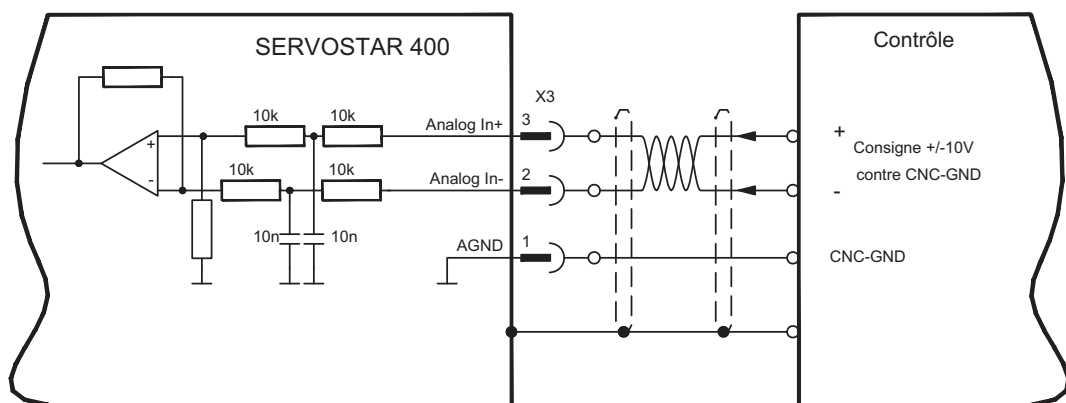 SERVOSTAR 400
Contrôle
X3
10k
10k
Analog In+
3
+
+
Consigne +/-10V
contre CNC-GND
10k
10k
Analog In-
2
-
-
10n
10n
AGND
1
CNC-GND